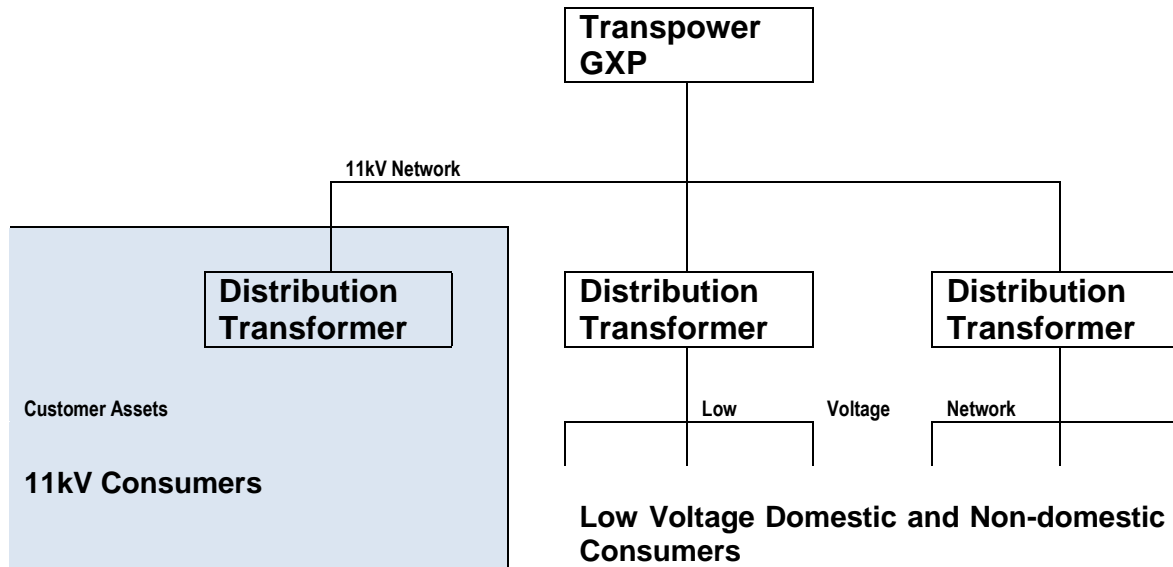 Transpower
GXP
11kV Network
Distribution
Transformer
Distribution
Transformer
Distribution
Transformer
Customer Assets
Low Voltage Network
11kV Consumers
Low Voltage Domestic and Non-domestic
Consumers